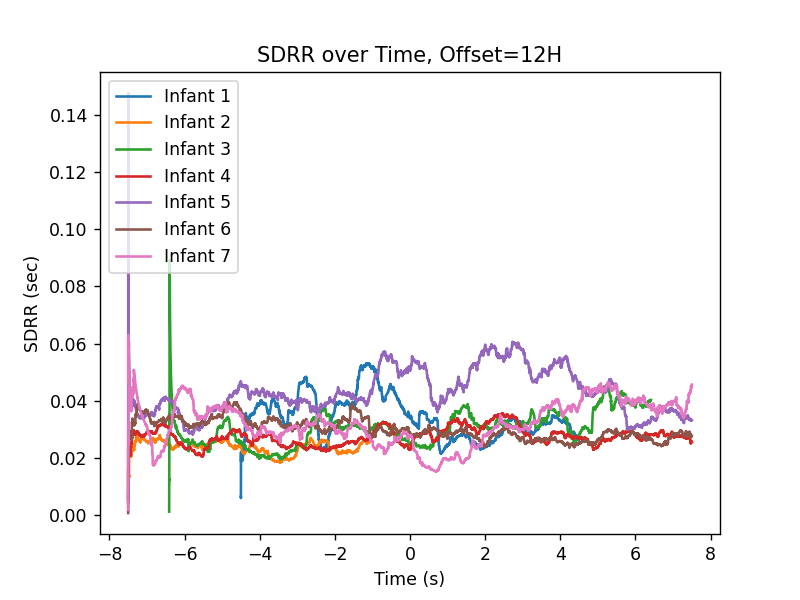 SDRR over Time, Offset=12H
Infant 1
Infant 2
Infant 3
Infant 4
Infant 5
Infant 6
Infant 7
SDRR (sec)
0.14
0.12
0.10
0.08
0.06
0.04
0.02
0.00
−8 −6 −4 −2 0 2 4 6 8
Time (s)